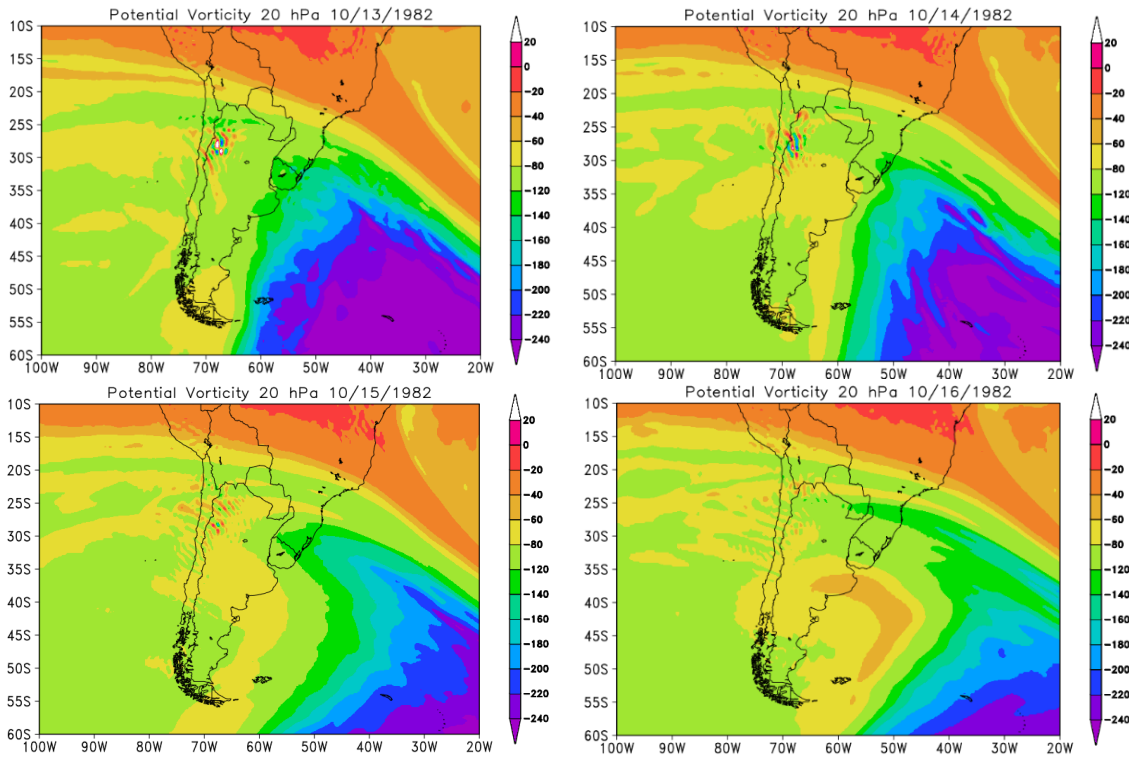 Potential Vorticity 20 hPa 10/13/1982
10S
15S
20S
25S
30S
35S
40S
45S
50S
55S
60S
100W 90W 80W 70W 60W 50W 40W 30W 20W
20
0
−20
−40
−60
−80
−120
−140
−160
−180
−200
−220
−240
Potential Vorticity 20 hPa 10/14/1982
10S
15S
20S
25S
30S
35S
40S
45S
50S
55S
60S
100W 90W 80W 70W 60W 50W 40W 30W 20W
20
0
−20
−40
−60
−80
−120
−140
−160
−180
−200
−220
−240
Potential Vorticity 20 hPa 10/15/1982
10S
15S
20S
25S
30S
35S
40S
45S
50S
55S
60S
100W 90W 80W 70W 60W 50W 40W 30W 20W
20
0
−20
−40
−60
−80
−120
−140
−160
−180
−200
−220
−240
Potential Vorticity 20 hPa 10/16/1982
10S
15S
20S
25S
30S
35S
40S
45S
50S
55S
60S
100W 90W 80W 70W 60W 50W 40W 30W 20W
20
0
−20
−40
−60
−80
−120
−140
−160
−180
−200
−220
−240